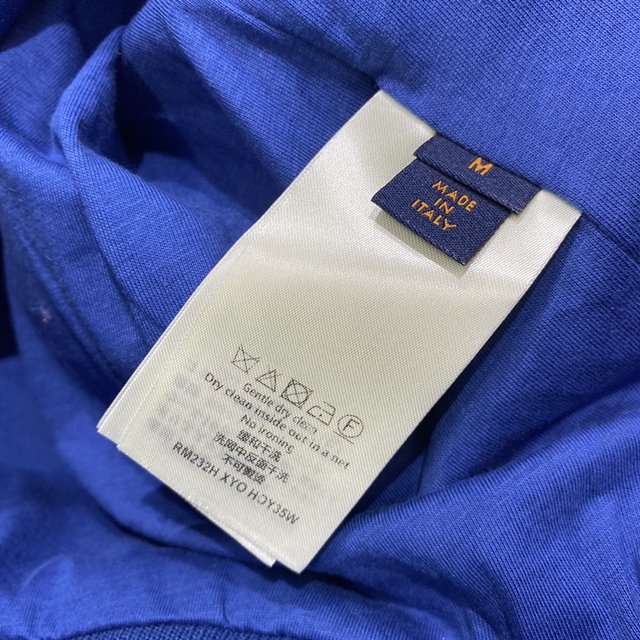 M
MADE
IN
ITALY
Gentle dry clean
Dry clean inside out in a net
No ironing
缓和干洗
洗网中反面干洗
不可熨烫
RM232H XYO HJY35W